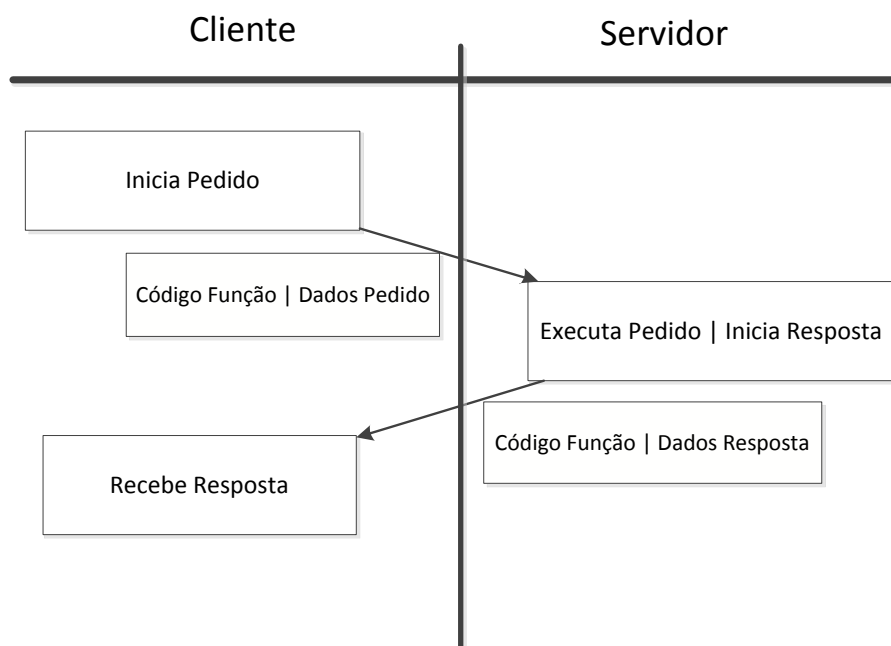 Cliente
Servidor
Inicia Pedido
Código Função | Dados Pedido
Executa Pedido | Inicia Resposta
Código Função | Dados Resposta
Recebe Resposta